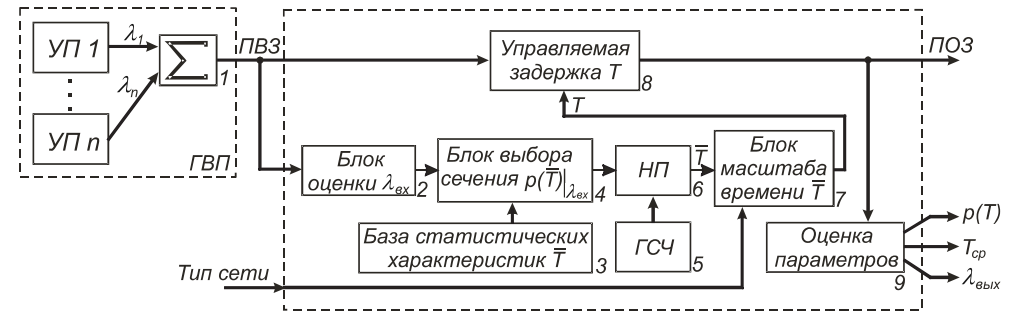 УП 1
λ1
Σ
1
ПВЗ
λn
УП n
ГВП
Управляемая
задержка T
8
ПОЗ
T
Блок
оценки λвх
2
Блок выбора
сечения p(T̅)|λвх
4
НП
6
T̅
Блок
масштаба
времени T̅
7
База статистических
характеристик T̅
3
ГСЧ
5
Оценка
параметров
9
p(T)
Tср
λвых
Тип сети